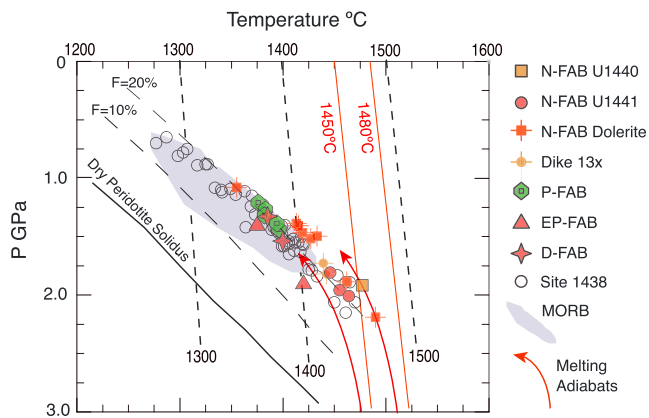 Temperature ºC
1200 1300 1400 1500 1600
0
1.0
2.0
3.0
P GPa
F=20%
F=10%
Dry Peridotite Solidus
1450ºC
1480ºC
1300
1400
1500
N-FAB U1440
N-FAB U1441
N-FAB Dolerite
Dike 13x
P-FAB
EP-FAB
D-FAB
Site 1438
MORB
Melting
Adiabats